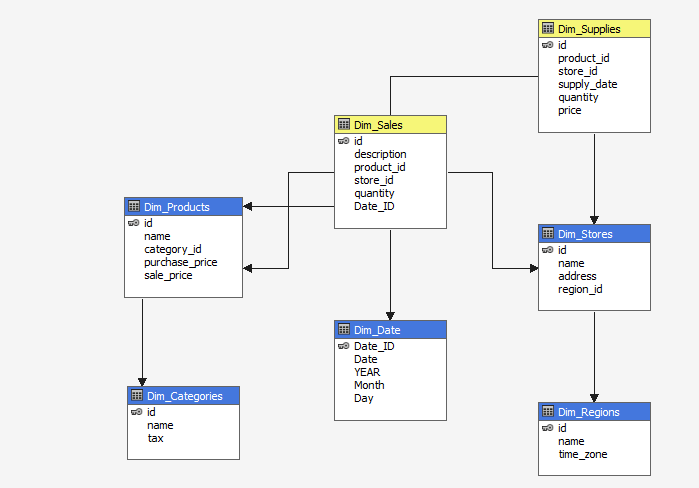 Dim_Supplies
id
product_id
store_id
supply_date
quantity
price
Dim_Sales
id
description
product_id
store_id
quantity
Date_ID
Dim_Products
id
name
category_id
purchase_price
sale_price
Dim_Stores
id
name
address
region_id
Dim_Date
Date_ID
Date
YEAR
Month
Day
Dim_Categories
id
name
tax
Dim_Regions
id
name
time_zone